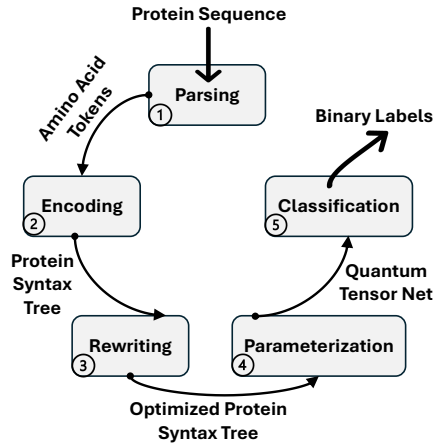 Protein Sequence
Parsing
1
Amino Acid
Tokens
Encoding
2
Protein
Syntax
Tree
Rewriting
3
Optimized Protein
Syntax Tree
Parameterization
4
Quantum
Tensor Net
Classification
5
Binary Labels